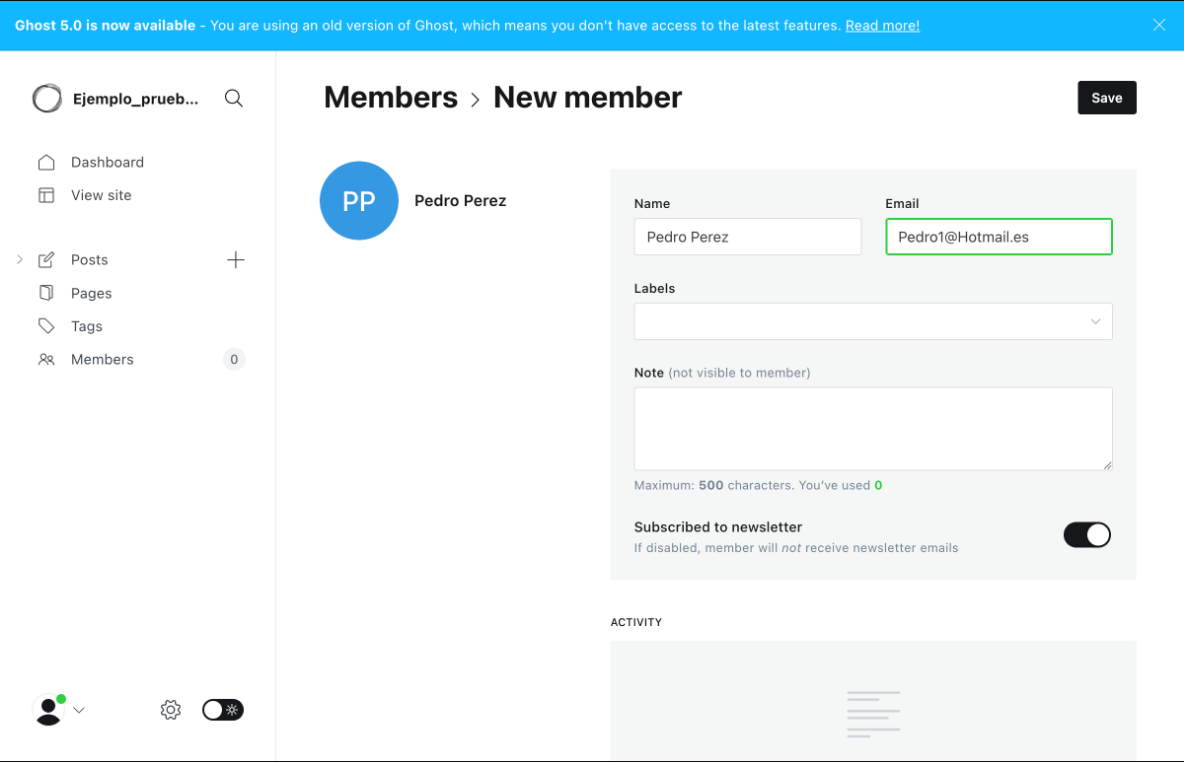 Ghost 5.0 is now available - You are using an old version of Ghost, which means you don't have access to the latest features. Read more!
Ejemplo_prueb...
Dashboard
View site
Posts
Pages
Tags
Members 0
Members > New member
Save
PP
Pedro Perez
Name
Pedro Perez
Email
Pedro1@Hotmail.es
Labels
Note (not visible to member)
Maximum: 500 characters. You've used 0
Subscribed to newsletter
If disabled, member will not receive newsletter emails
ACTIVITY